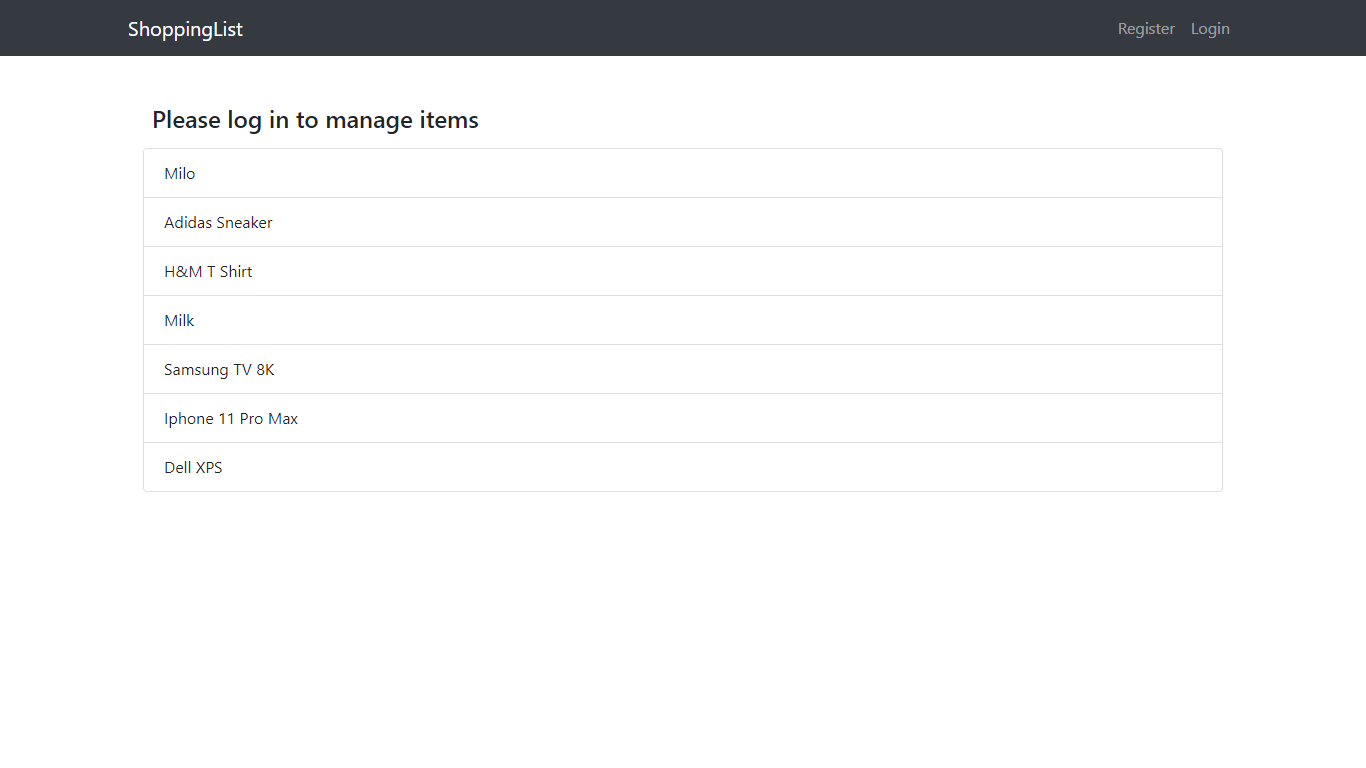 ShoppingList Register Login
Please log in to manage items
Milo
Adidas Sneaker
H&M T Shirt
Milk
Samsung TV 8K
Iphone 11 Pro Max
Dell XPS